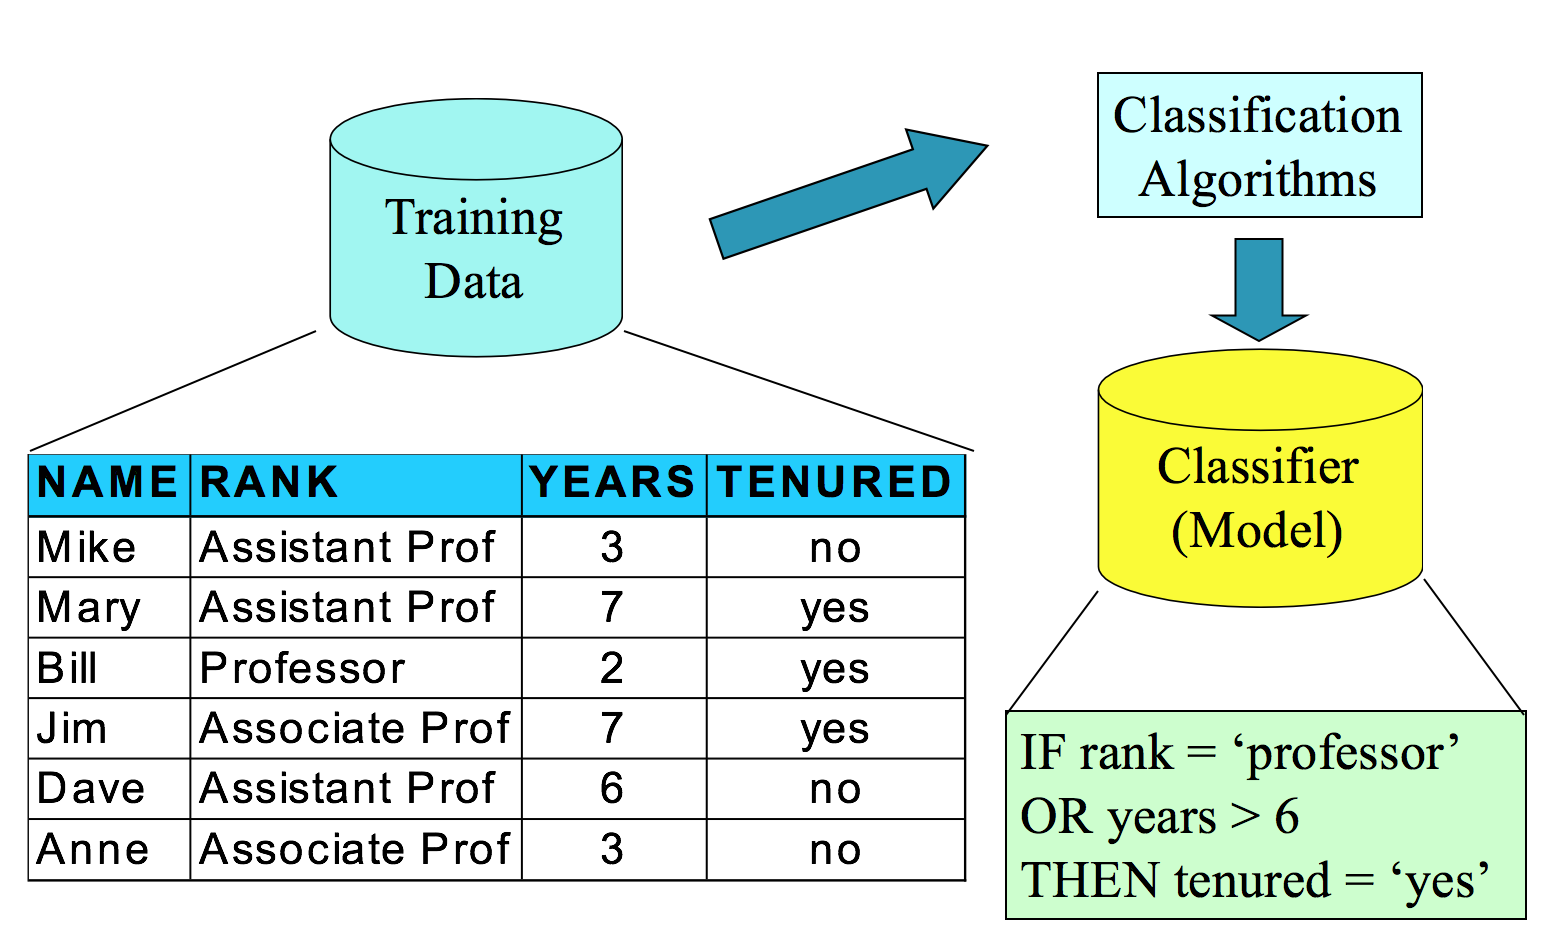 Training
Data
Classification
Algorithms
NAME RANK YEARS TENURED
Mike Assistant Prof 3 no
Mary Assistant Prof 7 yes
Bill Professor 2 yes
Jim Associate Prof 7 yes
Dave Assistant Prof 6 no
Anne Associate Prof 3 no
Classifier
(Model)
IF rank = ‘professor’
OR years > 6
THEN tenured = ‘yes’